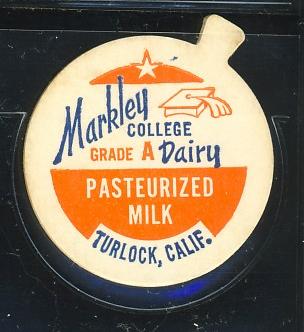 Markley
COLLEGE
GRADE A Dairy
PASTEURIZED
MILK
TURLOCK, CALIF.